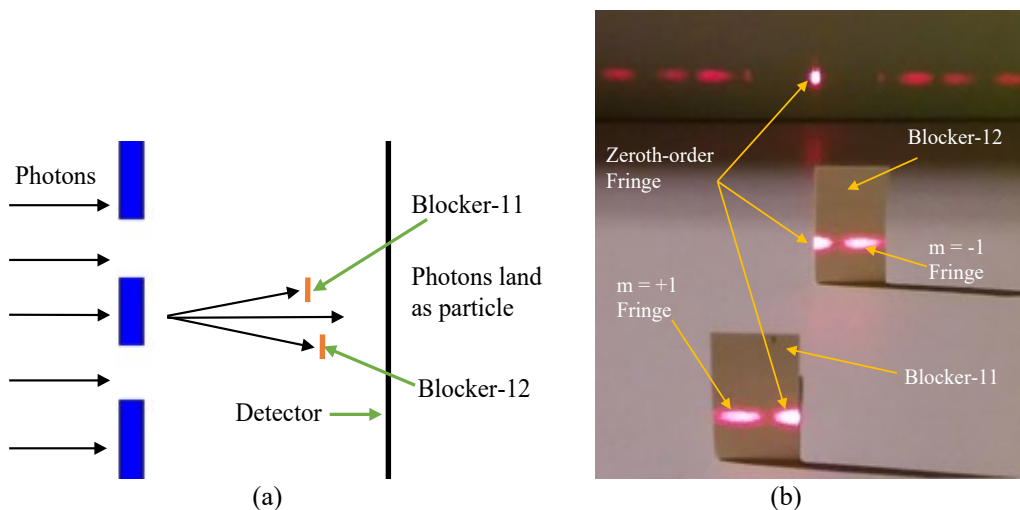 Photons
Blocker-11
Photons land
as particle
Blocker-12
Detector
(a)
Blocker-12
Zeroth-order
Fringe
m = -1
Fringe
m = +1
Fringe
Blocker-11
(b)